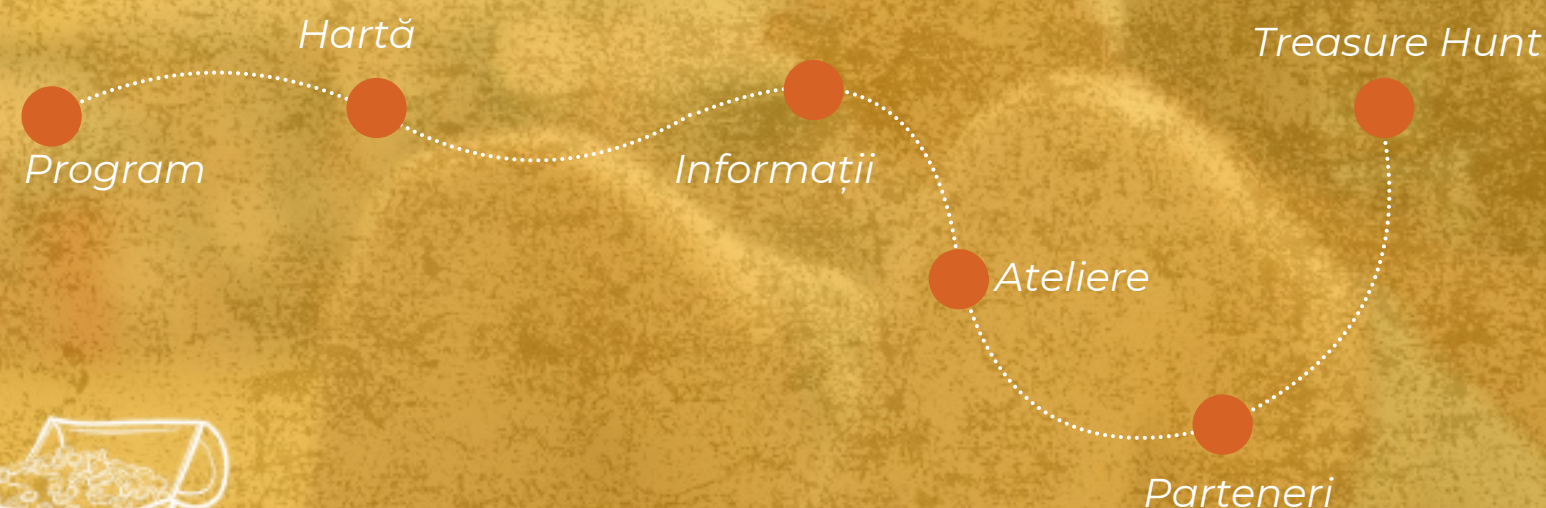 Hartă
Treasure Hunt
Program
Informații
Ateliere
Parteneri